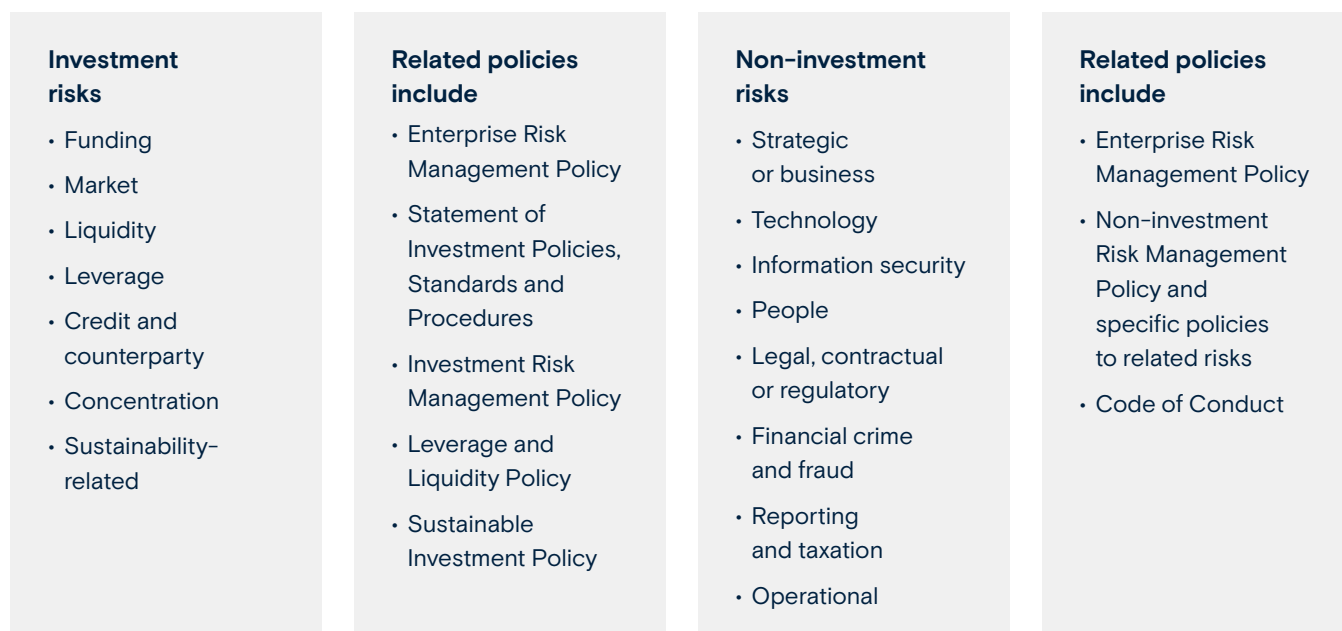 Investment
risks
• Funding
• Market
• Liquidity
• Leverage
• Credit and
counterparty
• Concentration
• Sustainability-
related
Related policies
include
• Enterprise Risk
Management Policy
• Statement of
Investment Policies,
Standards and
Procedures
• Investment Risk
Management Policy
• Leverage and
Liquidity Policy
• Sustainable
Investment Policy
Non-investment
risks
• Strategic
or business
• Technology
• Information security
• People
• Legal, contractual
or regulatory
• Financial crime
and fraud
• Reporting
and taxation
• Operational
Related policies
include
• Enterprise Risk
Management Policy
• Non-investment
Risk Management
Policy and
specific policies
to related risks
• Code of Conduct